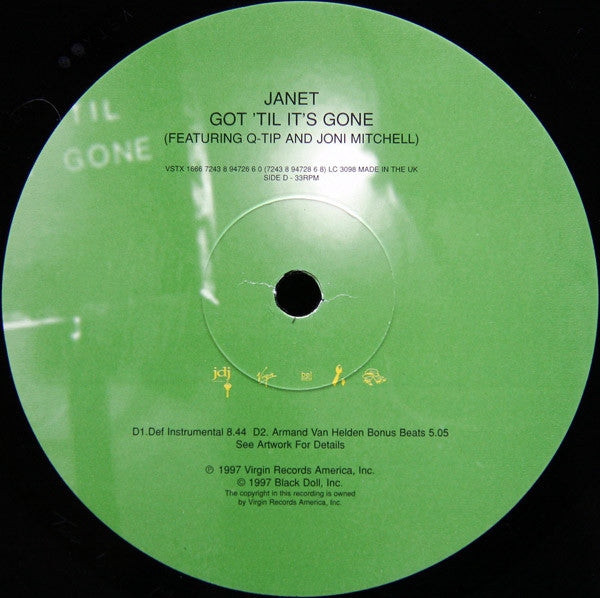 JANET
GOT 'TIL IT'S GONE
(FEATURING Q-TIP AND JONI MITCHELL)
VSTX 1666 7243 8 94726 6 0 (7243 8 94728 6 8) LC 3098 MADE IN THE UK
SIDE D - 33RPM
TIL
GONE
jdj
Virgin
D1.Def Instrumental 8.44 D2. Armand Van Helden Bonus Beats 5.05
See Artwork For Details
℗ 1997 Virgin Records America, Inc.
© 1997 Black Doll, Inc.
The copyright in this recording is owned
by Virgin Records America, Inc.